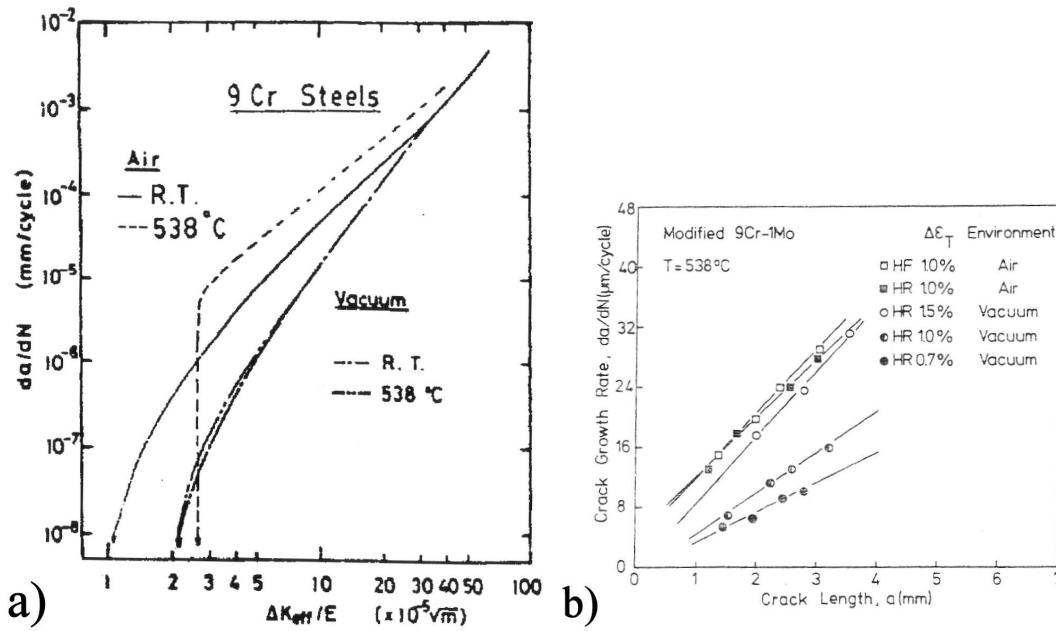 10⁻²
10⁻³
10⁻⁴
10⁻⁵
10⁻⁶
10⁻⁷
10⁻⁸
da/dN (mm/cycle)
9 Cr Steels
Air
R.T.
538 °C
Vacuum
R.T.
538 °C
1 2 3 4 5 10 20 30 40 50 100
ΔKeff/E (x10⁻⁵√m)
a)
48
40
32
24
16
8
0
Crack Growth Rate, da/dN(µm/cycle)
Modified 9Cr-1Mo
T=538°C
Δε_T Environment
HF 1.0% Air
HR 1.0% Air
HR 1.5% Vacuum
HR 1.0% Vacuum
HR 0.7% Vacuum
0 1 2 3 4 5
Crack Length, a(mm)
b)